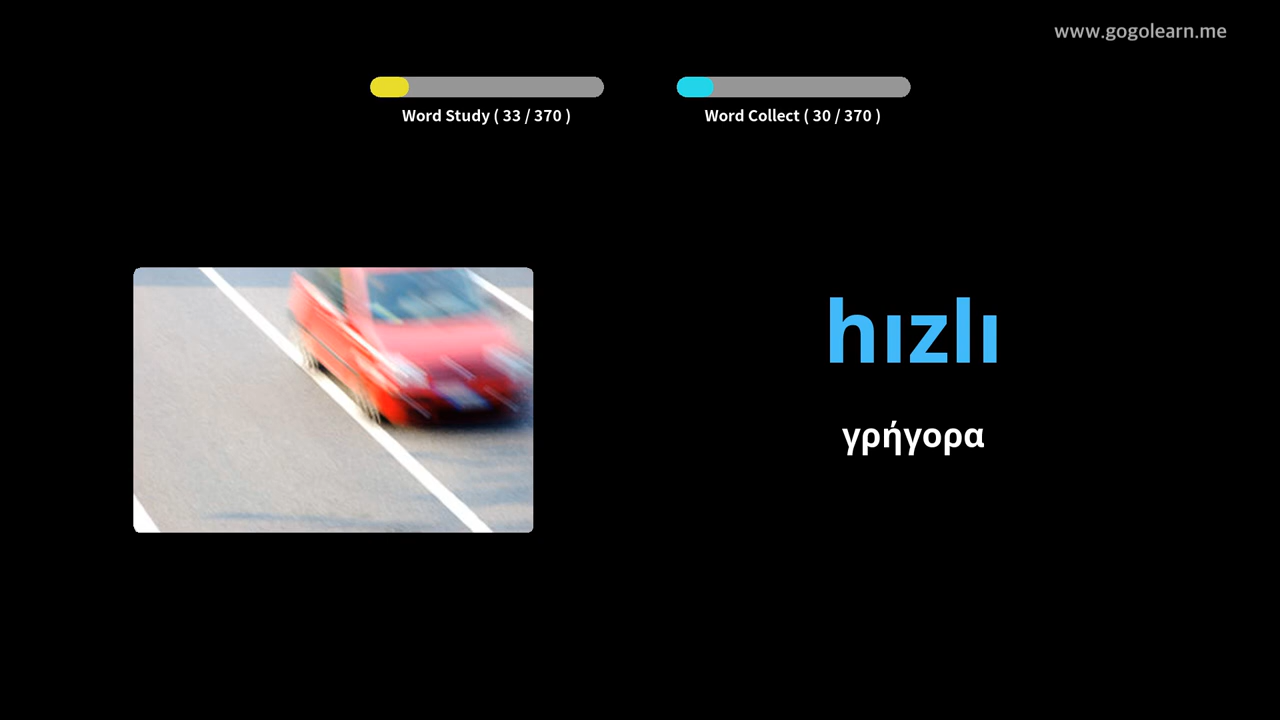 www.gogolearn.me
Word Study ( 33 / 370 )
Word Collect ( 30 / 370 )
hızlı
γρήγορα